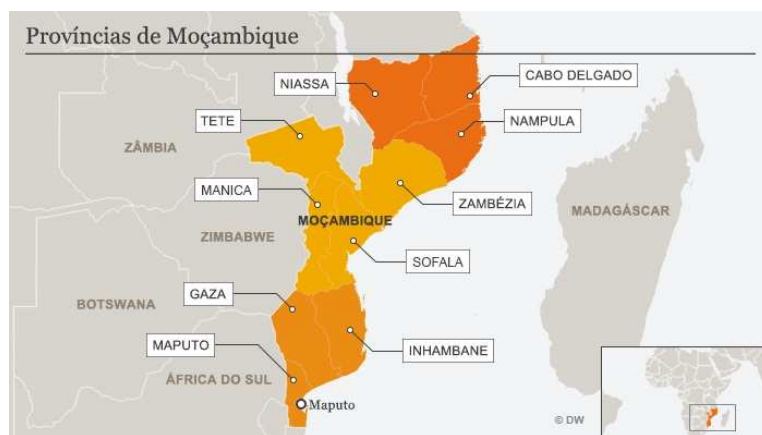 Províncias de Moçambique
NIASSA
CABO DELGADO
TETE
NAMPULA
ZÂMBIA
MANICA
ZAMBÉZIA
MADAGÁSCAR
MOÇAMBIQUE
ZIMBABWE
SOFALA
GAZA
BOTSWANA
MAPUTO
INHAMBANE
ÁFRICA DO SUL
Maputo
© DW